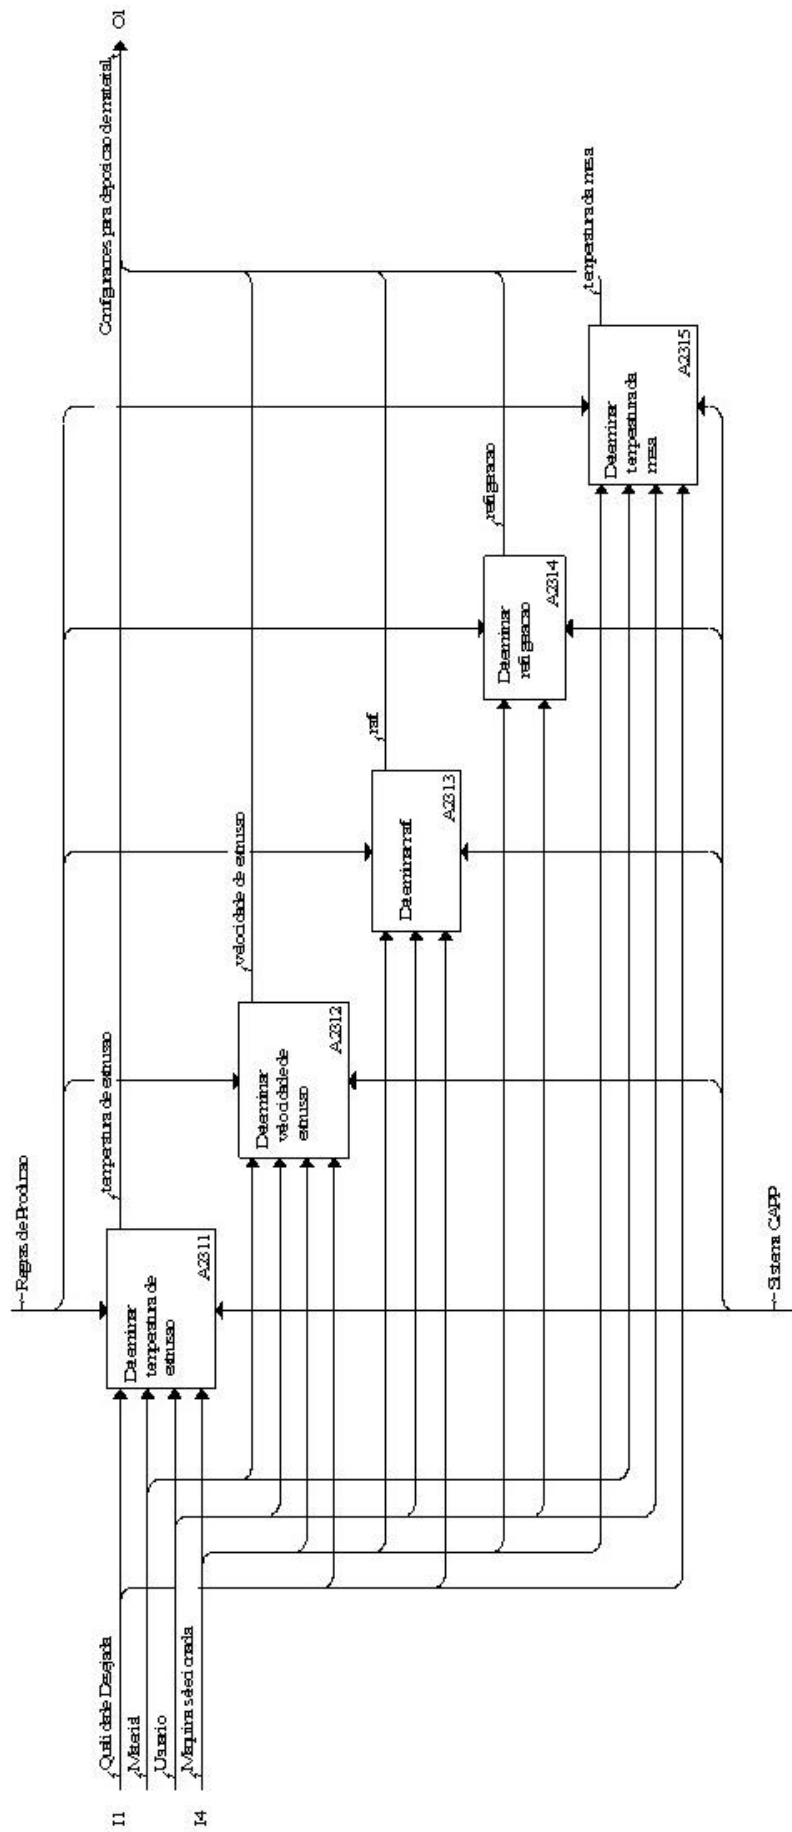 Regras de Producao
Configuracoes para deposicao de material
O1
I1
Qualidade Desejada
Material
Usuario
Maquina selecionada
I4
Determinar
temperatura de
extrusao
A2311
temperatura de extrusao
Determinar
velocidade de
extrusao
A2312
velocidade de extrusao
Determinar raf
A2313
raf
Determinar
refrigeracao
A2314
refrigeracao
Determinar
temperatura da
mesa
A2315
temperatura da mesa
Sistema CAPP